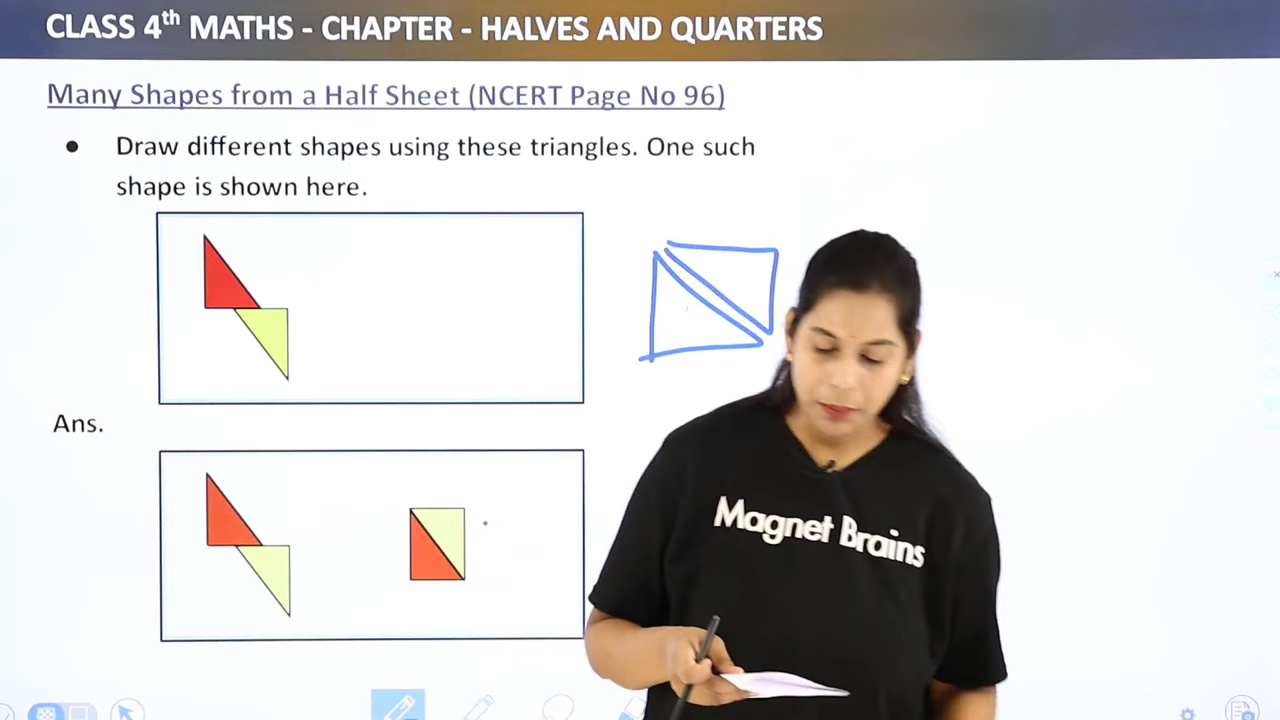 CLASS 4th MATHS - CHAPTER - HALVES AND QUARTERS
Many Shapes from a Half Sheet (NCERT Page No 96)
● Draw different shapes using these triangles. One such
shape is shown here.
Ans.
Magnet Brains